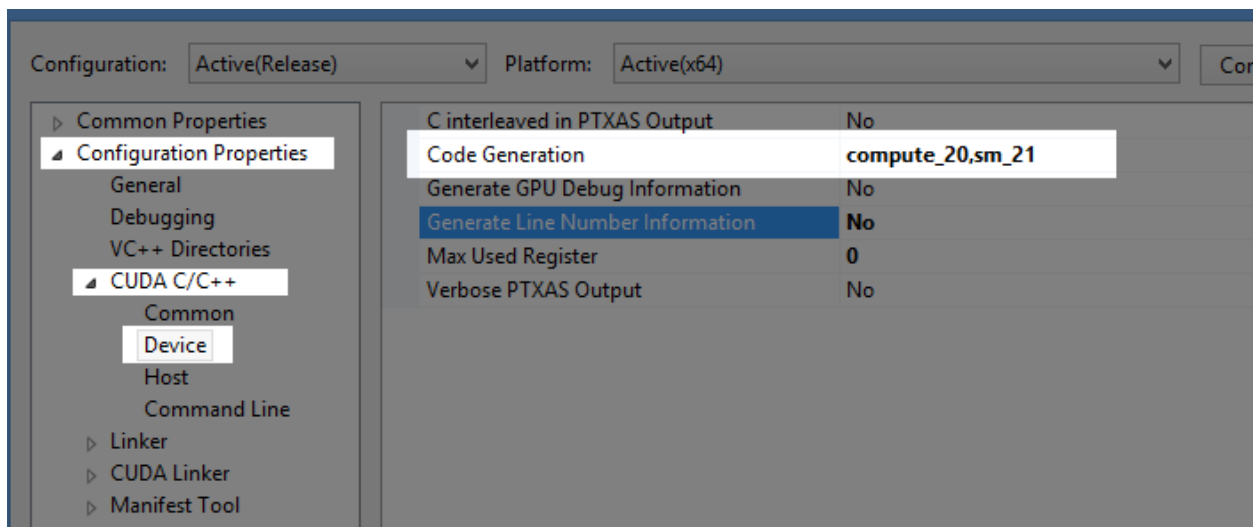 Configuration: Active(Release) Platform: Active(x64)
Common Properties
Configuration Properties
General
Debugging
VC++ Directories
CUDA C/C++
Common
Device
Host
Command Line
Linker
CUDA Linker
Manifest Tool
C interleaved in PTXAS Output No
Code Generation compute_20,sm_21
Generate GPU Debug Information No
Generate Line Number Information No
Max Used Register 0
Verbose PTXAS Output No